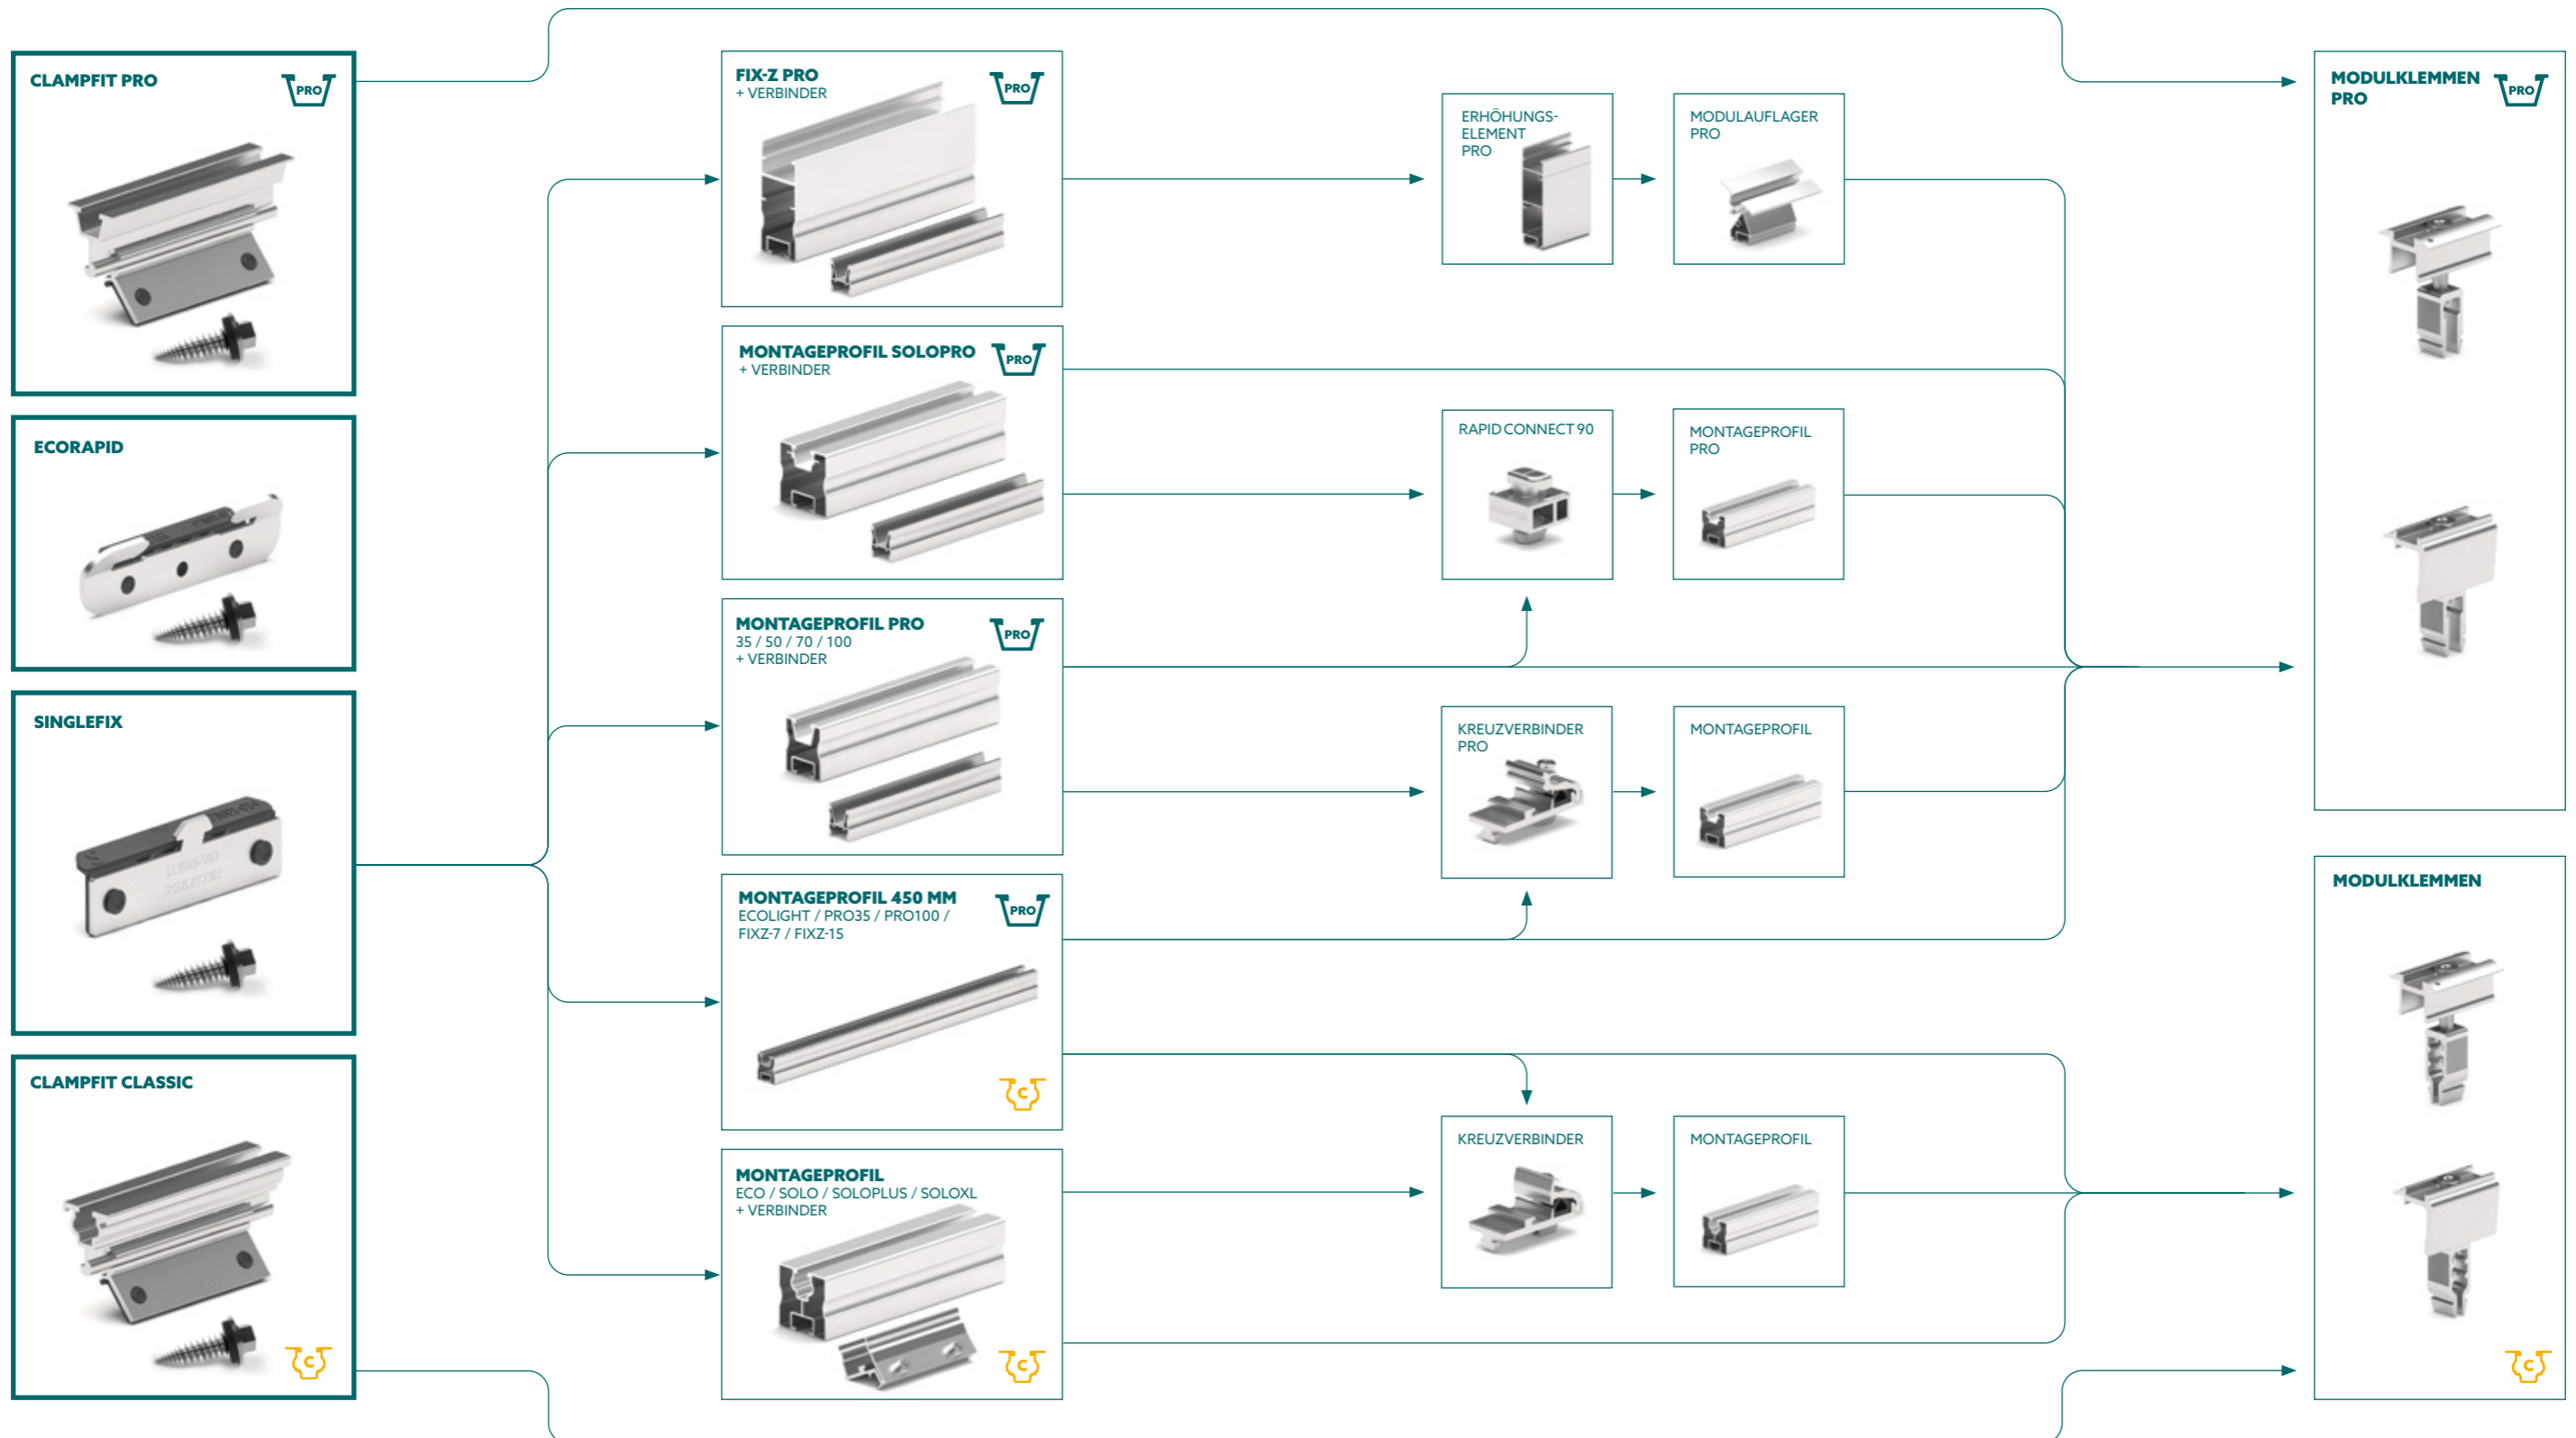 CLAMPFIT PRO
PRO
ECORAPID
SINGLEFIX
CLAMPFIT CLASSIC
C
FIX-Z PRO
+ VERBINDER
PRO
MONTAGEPROFIL SOLOPRO
+ VERBINDER
PRO
MONTAGEPROFIL PRO
35 / 50 / 70 / 100
+ VERBINDER
PRO
MONTAGEPROFIL 450 MM
ECOLIGHT / PRO35 / PRO100 /
FIXZ-7 / FIXZ-15
PRO
C
MONTAGEPROFIL
ECO / SOLO / SOLOPLUS / SOLOXL
+ VERBINDER
C
ERHÖHUNGS-
ELEMENT
PRO
MODULAUFLAGER
PRO
RAPID CONNECT 90
MONTAGEPROFIL
PRO
KREUZVERBINDER
PRO
MONTAGEPROFIL
KREUZVERBINDER
MONTAGEPROFIL
MODULKLEMMEN
PRO
PRO
MODULKLEMMEN
C